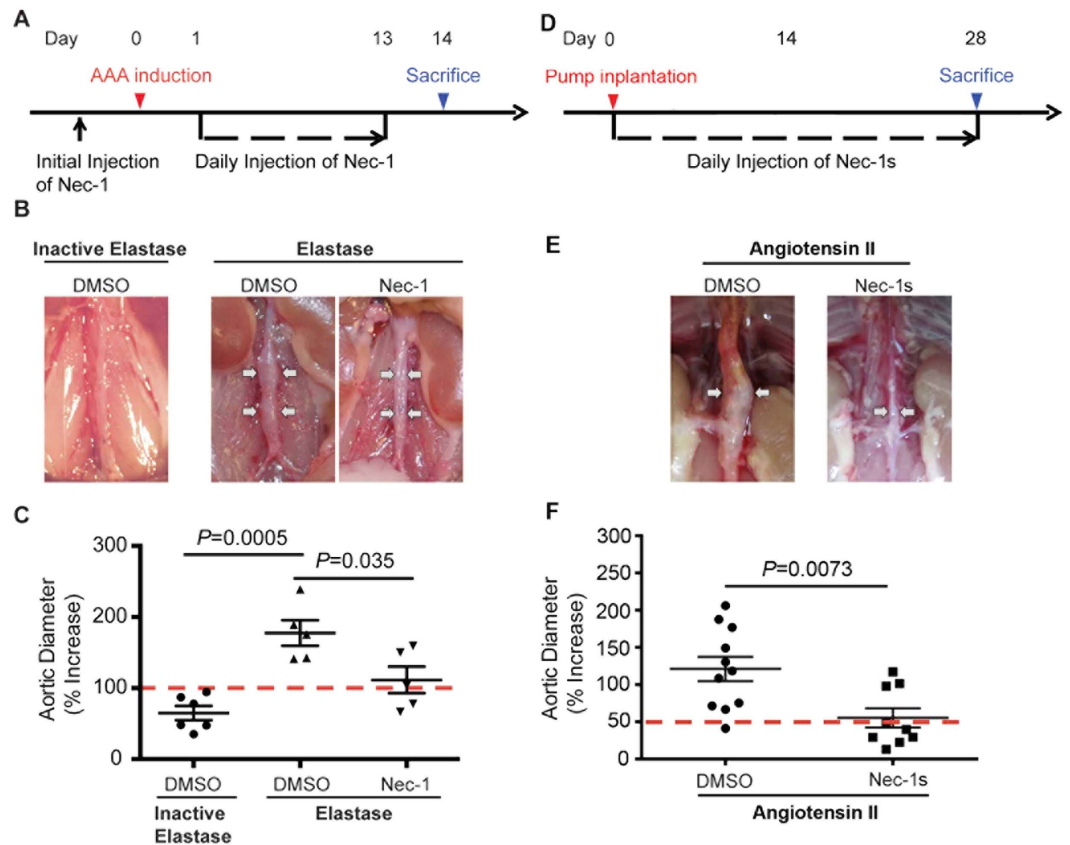 A
Day 0 1 13 14
AAA induction
Sacrifice
Initial Injection
of Nec-1
Daily Injection of Nec-1
B
Inactive Elastase
Elastase
DMSO
DMSO
Nec-1
C
Aortic Diameter
(% Increase)
300
200
100
0
P=0.0005
P=0.035
DMSO
DMSO
Nec-1
Inactive
Elastase
Elastase
D
Day 0 14 28
Pump inplantation
Sacrifice
Daily Injection of Nec-1s
E
Angiotensin II
DMSO
Nec-1s
F
Aortic Diameter
(% Increase)
300
250
200
150
100
50
0
P=0.0073
DMSO
Nec-1s
Angiotensin II